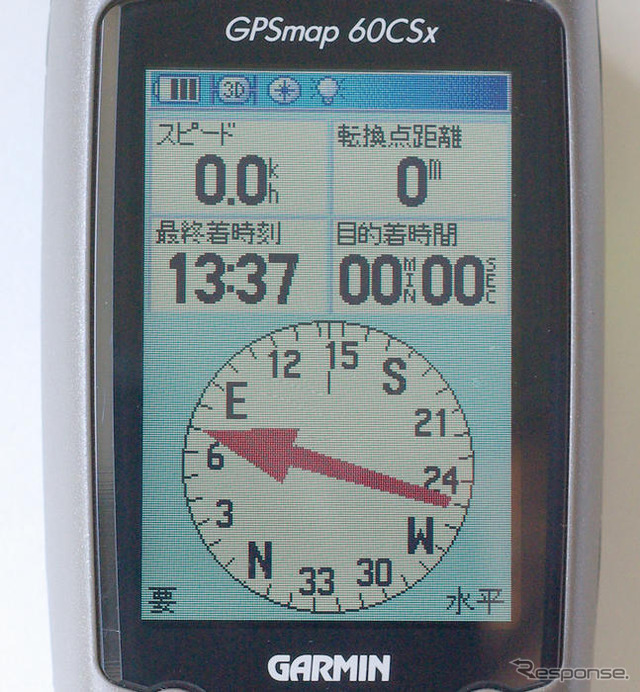 GPSmap 60CSx
3D
スピード 転換点距離
0.0 kh 0 m
最終着時刻 目的着時間
13:37 00 MIN 00 SEC
12 15 S
E 21
6 24
3 W
N 33 30
要 水平
GARMIN
Response.